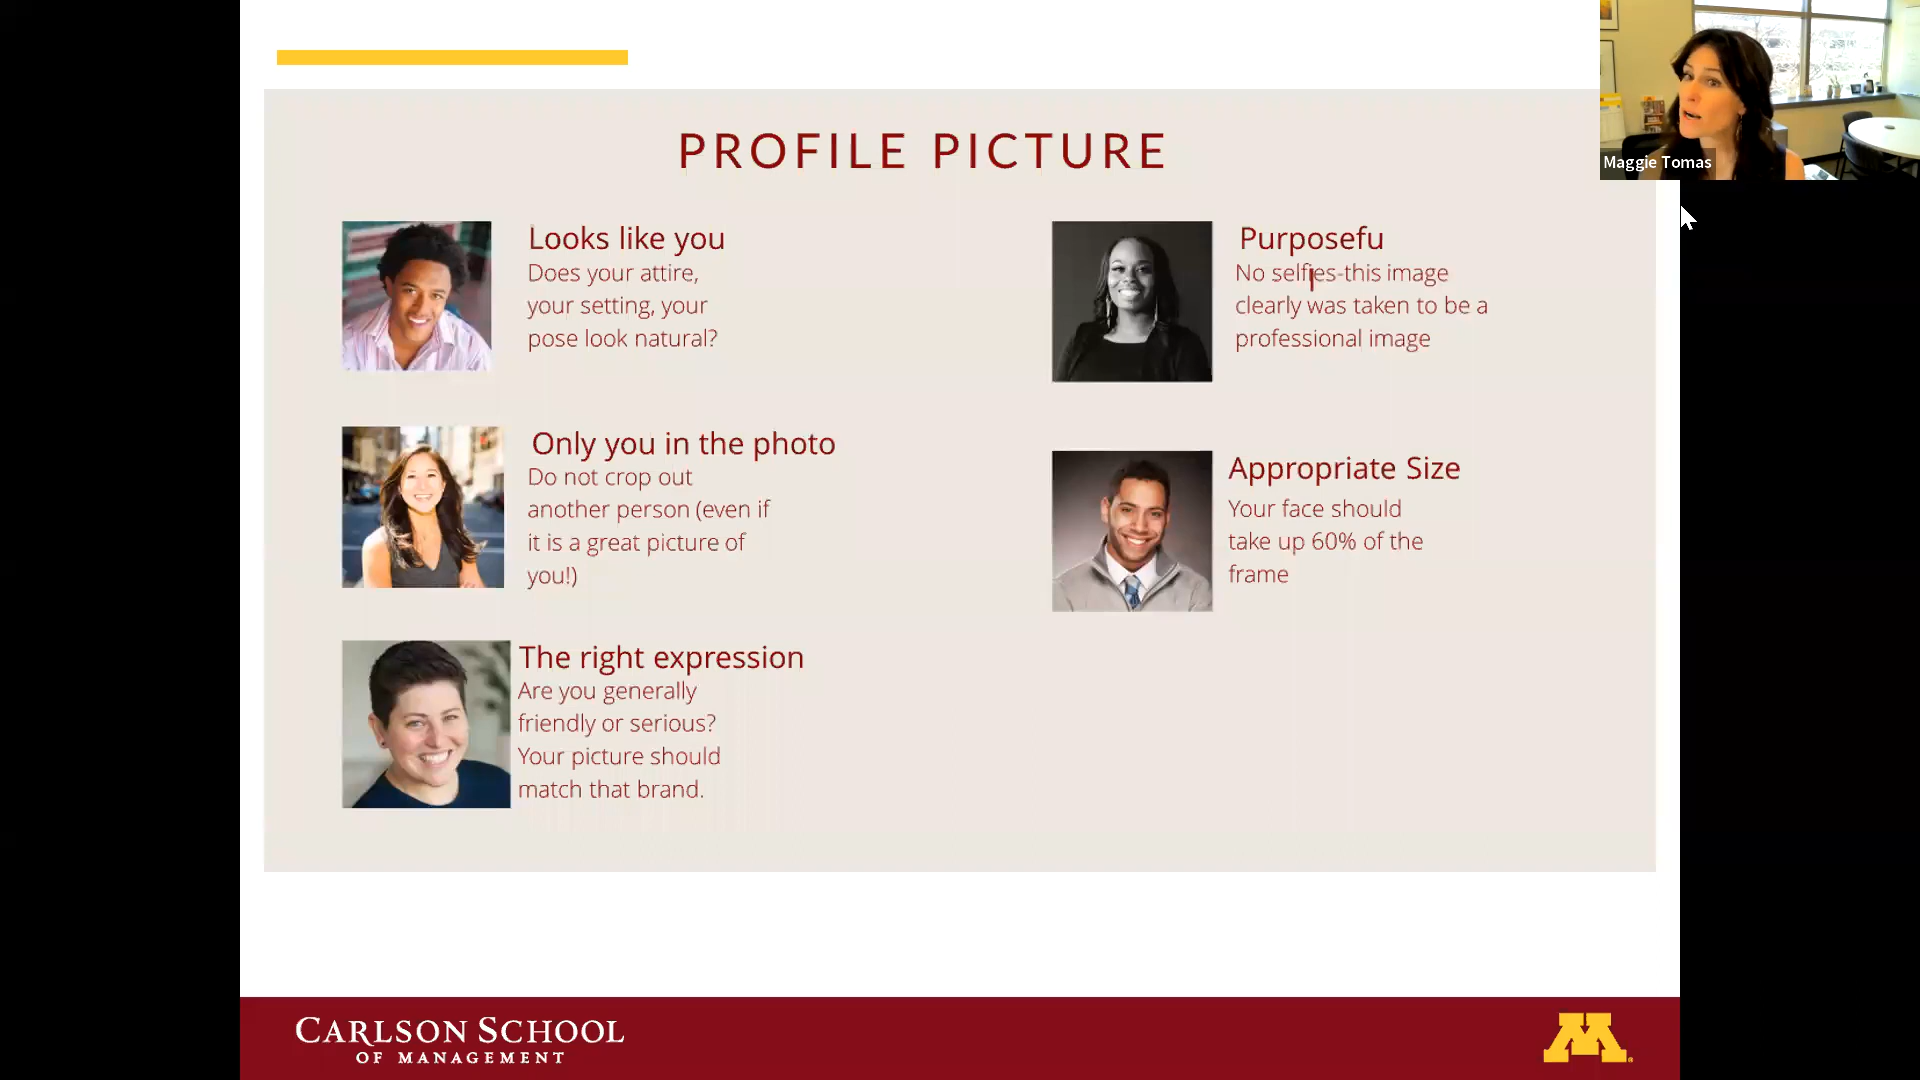 PROFILE PICTURE
Looks like you
Does your attire,
your setting, your
pose look natural?
Only you in the photo
Do not crop out
another person (even if
it is a great picture of
you!)
The right expression
Are you generally
friendly or serious?
Your picture should
match that brand.
Purposefu
l
No selfies-this image
clearly was taken to be a
professional image
Appropriate Size
Your face should
take up 60% of the
frame
Maggie Tomas
CARLSON SCHOOL
OF MANAGEMENT
M